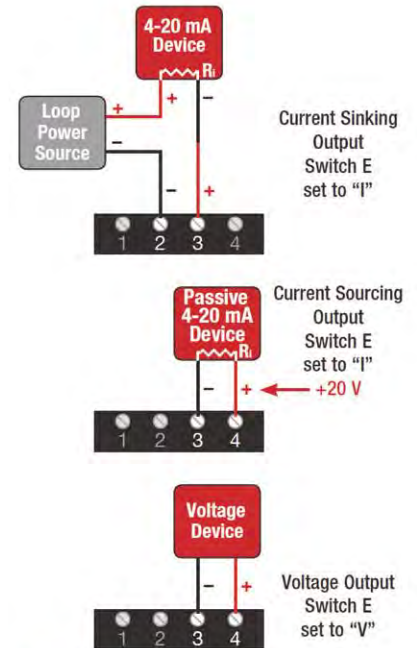 4-20 mA
Device
Ri
+
+
−
Loop
Power
Source
−
−
+
Current Sinking
Output
Switch E
set to "I"
1 2 3 4
Passive
4-20 mA
Device
Ri
Current Sourcing
Output
Switch E
set to "I"
− + +20 V
1 2 3 4
Voltage
Device
− +
Voltage Output
Switch E
set to "V"
1 2 3 4